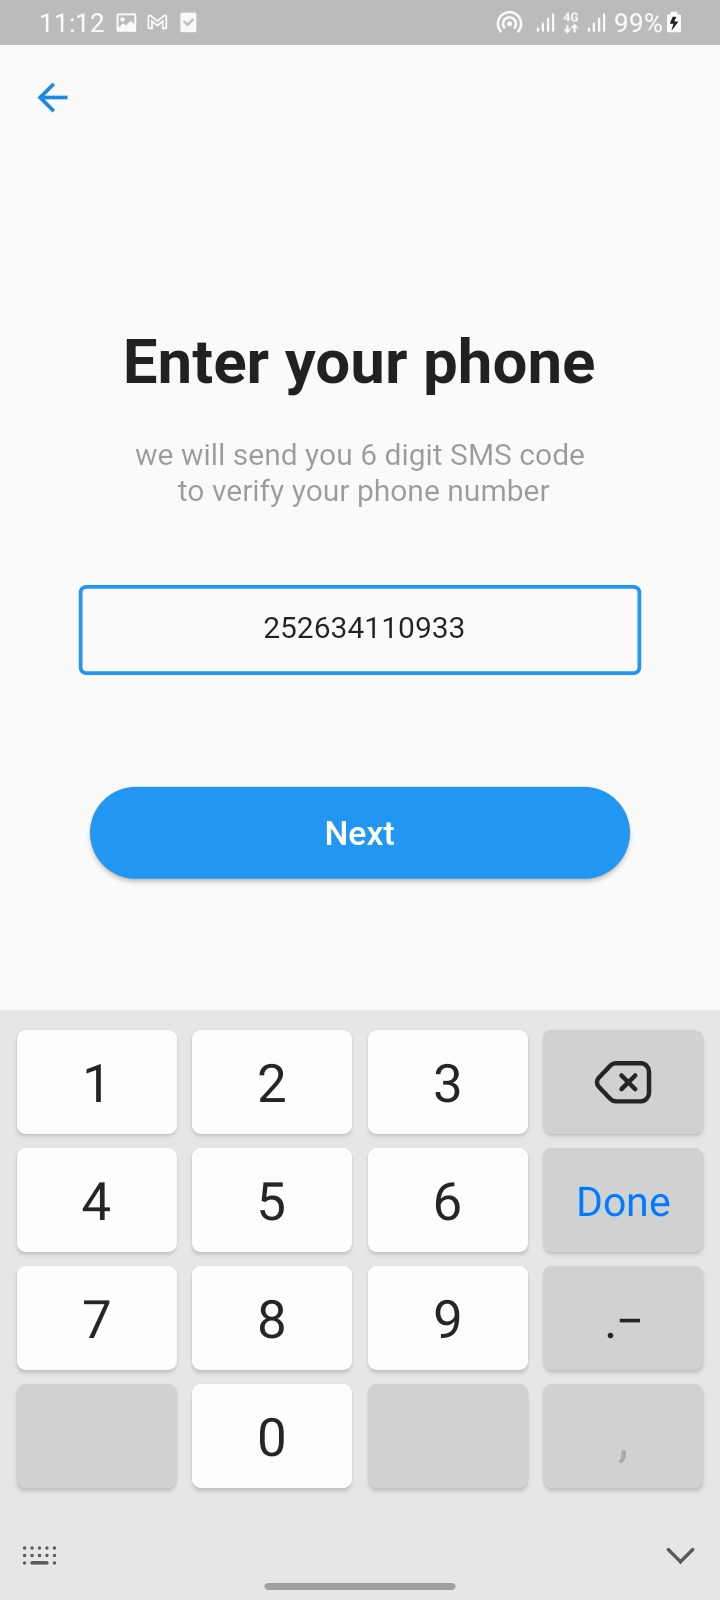 11:12 4G 99%
Enter your phone
we will send you 6 digit SMS code
to verify your phone number
252634110933
Next
1 2 3
4 5 6 Done
7 8 9 .–
0 ,